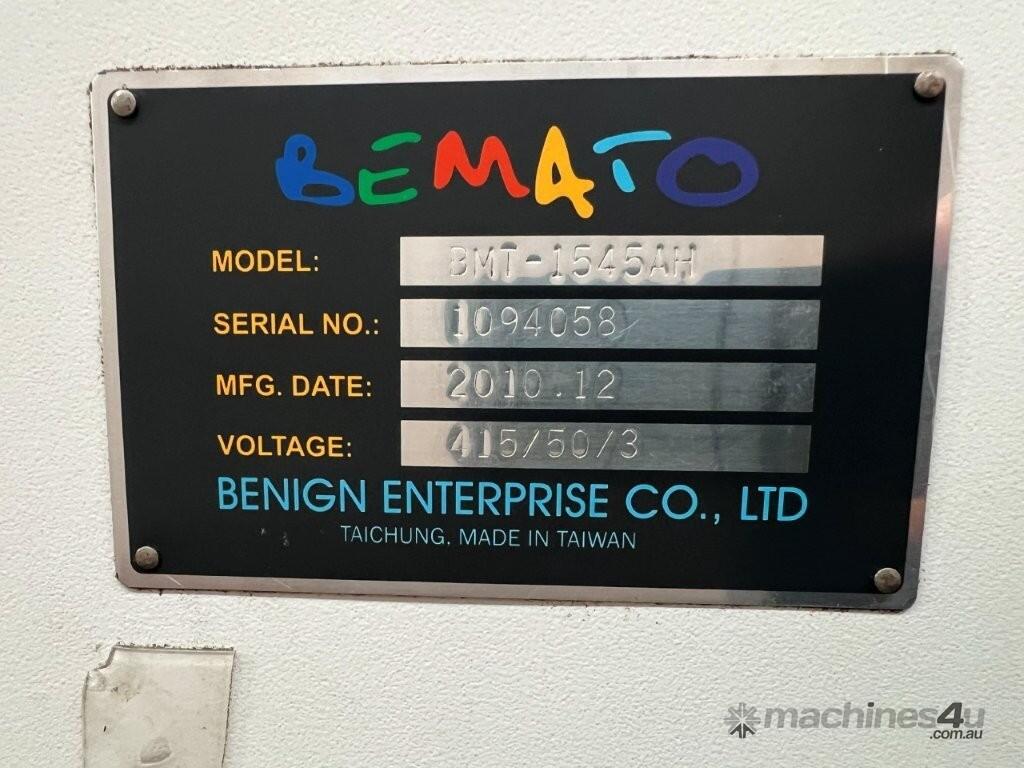 BEMATO
MODEL: BMT-1545AH
SERIAL NO.: 1094058
MFG. DATE: 2010.12
VOLTAGE: 415/50/3
BENIGN ENTERPRISE CO., LTD
TAICHUNG, MADE IN TAIWAN
machines4u
.com.au